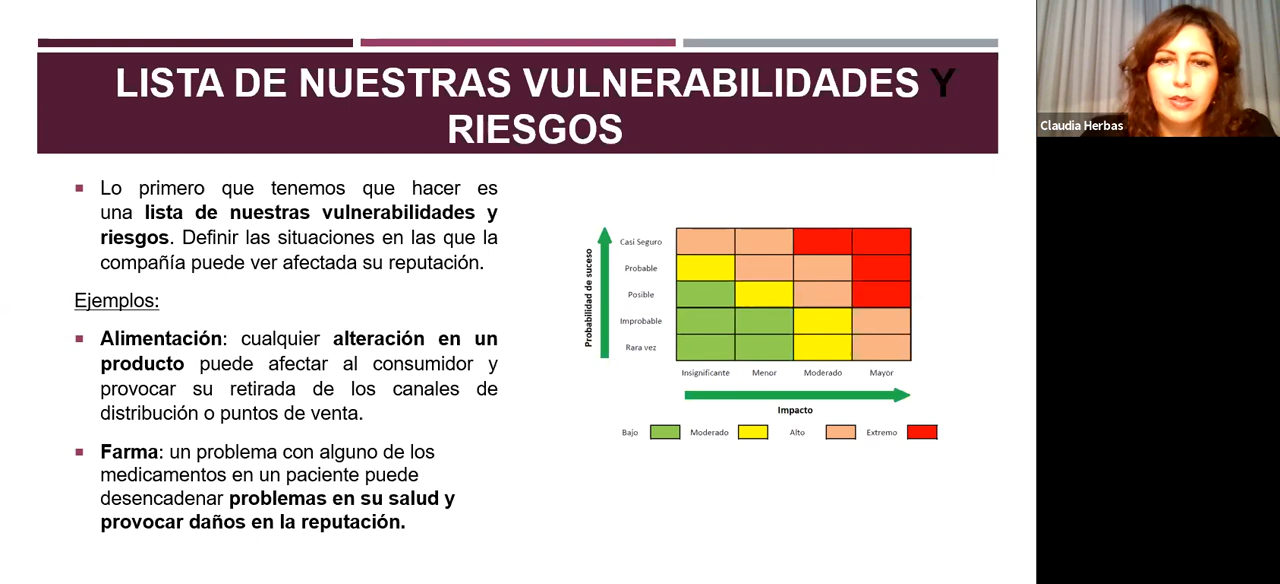 LISTA DE NUESTRAS VULNERABILIDADES Y
RIESGOS
Lo primero que tenemos que hacer es
una lista de nuestras vulnerabilidades y
riesgos. Definir las situaciones en las que la
compañía puede ver afectada su reputación.
Ejemplos:
Alimentación: cualquier alteración en un
producto puede afectar al consumidor y
provocar su retirada de los canales de
distribución o puntos de venta.
Farma: un problema con alguno de los
medicamentos en un paciente puede
desencadenar problemas en su salud y
provocar daños en la reputación.
Probabilidad de suceso
Casi Seguro
Probable
Posible
Improbable
Rara vez
Insignificante Menor Moderado Mayor
Impacto
Bajo Moderado Alto Extremo
Claudia Herbas